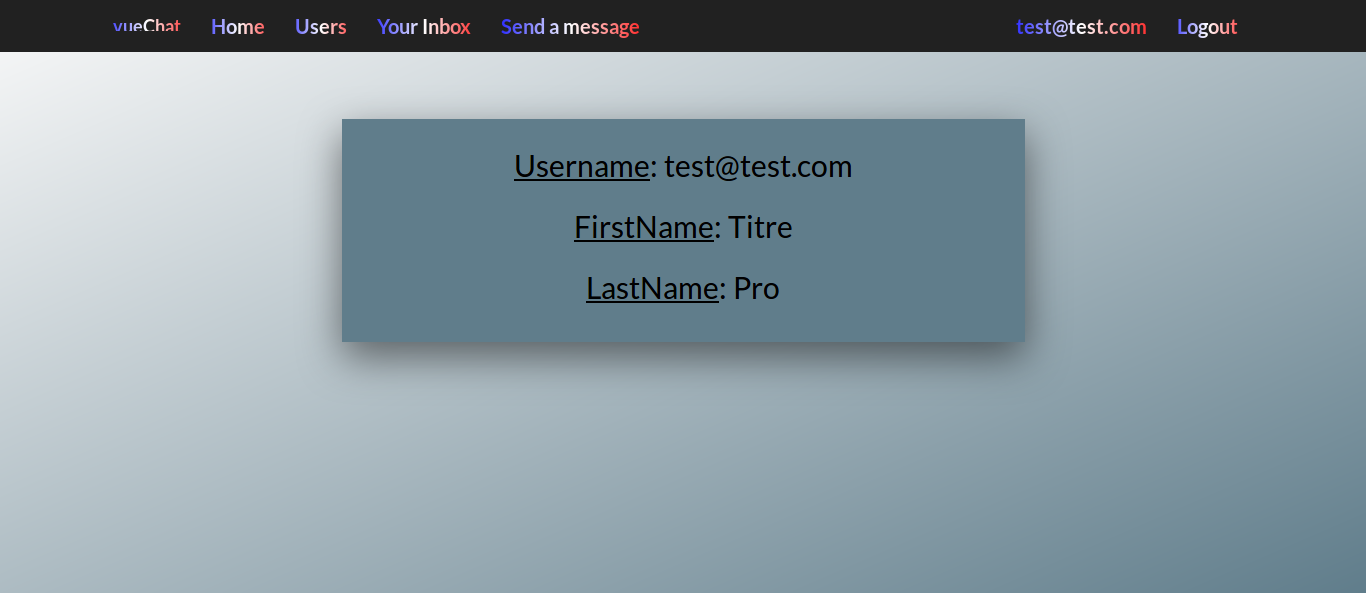 vueChat Home Users Your Inbox Send a message test@test.com Logout
Username: test@test.com
FirstName: Titre
LastName: Pro